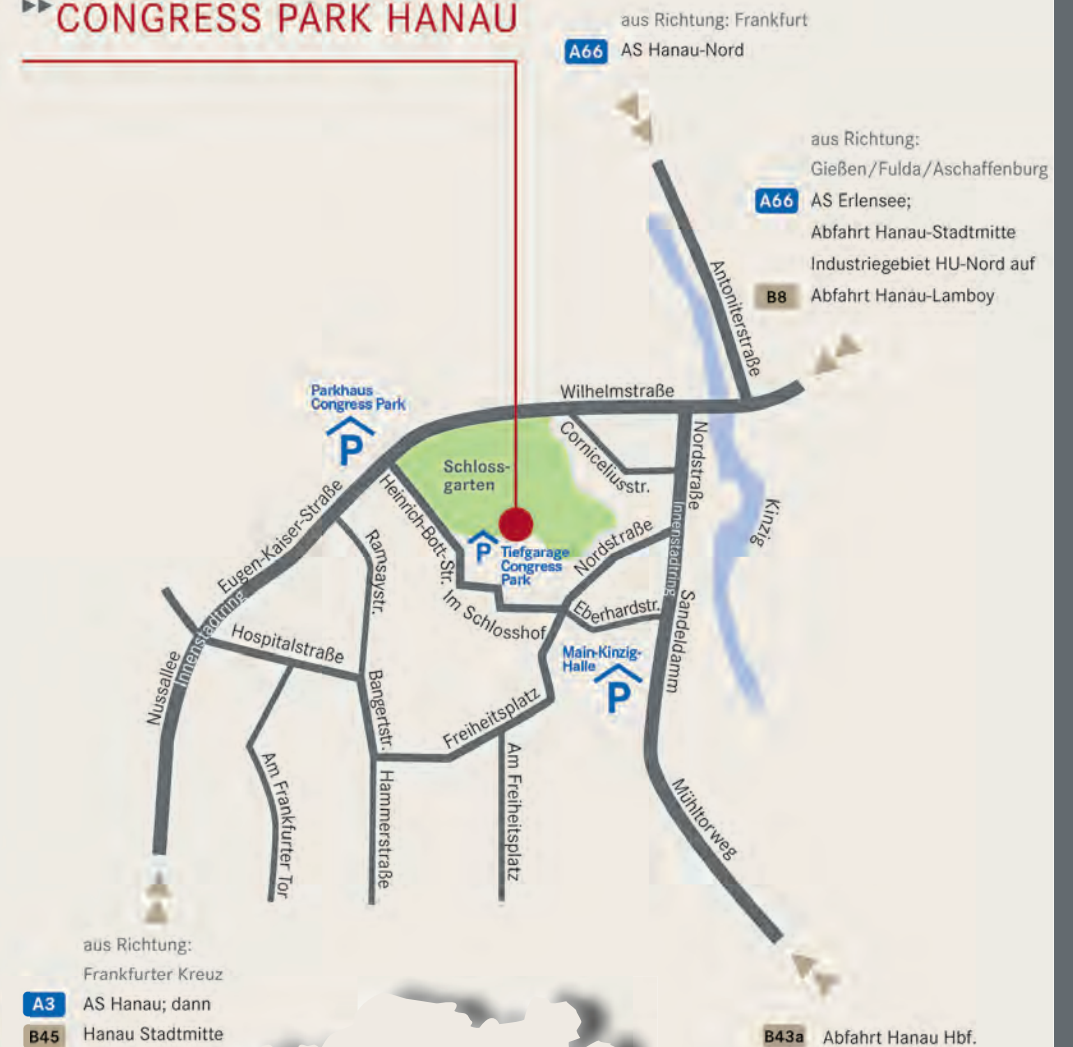 CONGRESS PARK HANAU
aus Richtung: Frankfurt
A66 AS Hanau-Nord
aus Richtung:
Gießen/Fulda/Aschaffenburg
A66 AS Erlensee;
Abfahrt Hanau-Stadtmitte
Industriegebiet HU-Nord auf
B8 Abfahrt Hanau-Lamboy
Antoniterstraße
Wilhelmstraße
Parkhaus
Congress Park
P
Corniceliusstr.
Nordstraße
Schloss-
garten
Heinrich-Bott-Str.
Eugen-Kaiser-Straße
Innenstadtring
Kinzig
Ramsaystr.
P
Tiefgarage
Congress
Park
Nordstraße
Im Schlosshof
Eberhardstr.
Sandeldamm
Innenstadtring
Hospitalstraße
Nussallee
Main-Kinzig-
Halle
P
Bangertstr.
Freiheitsplatz
Am Frankfurter Tor
Hammerstraße
Am Freiheitsplatz
Mühltorweg
aus Richtung:
Frankfurter Kreuz
A3 AS Hanau; dann
B45 Hanau Stadtmitte
B43a Abfahrt Hanau Hbf.